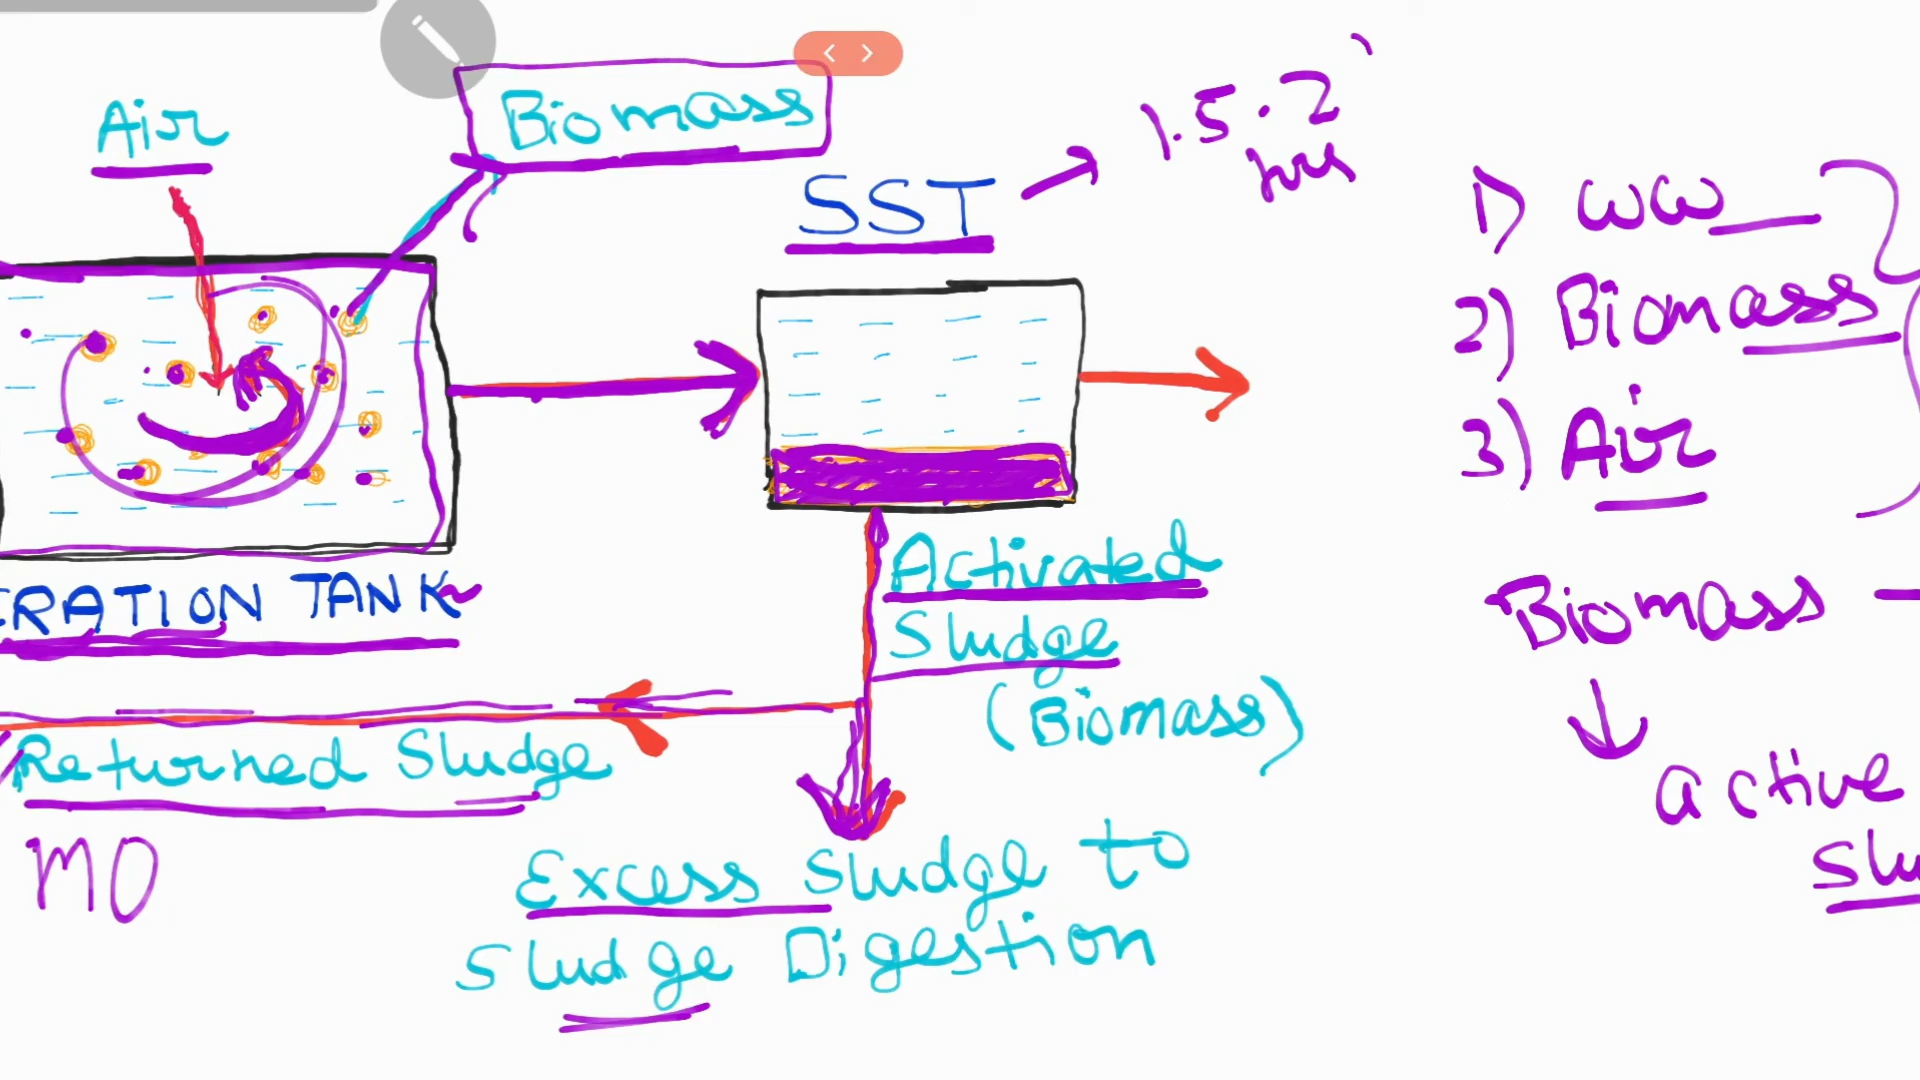 Air
Biomass
SST
1.5-2
hrs
1) WW
2) Biomass
3) Air
ERATION TANK
Activated
Sludge
(Biomass)
Returned Sludge
MO
Excess Sludge to
Sludge Digestion
Biomass
active
Slu